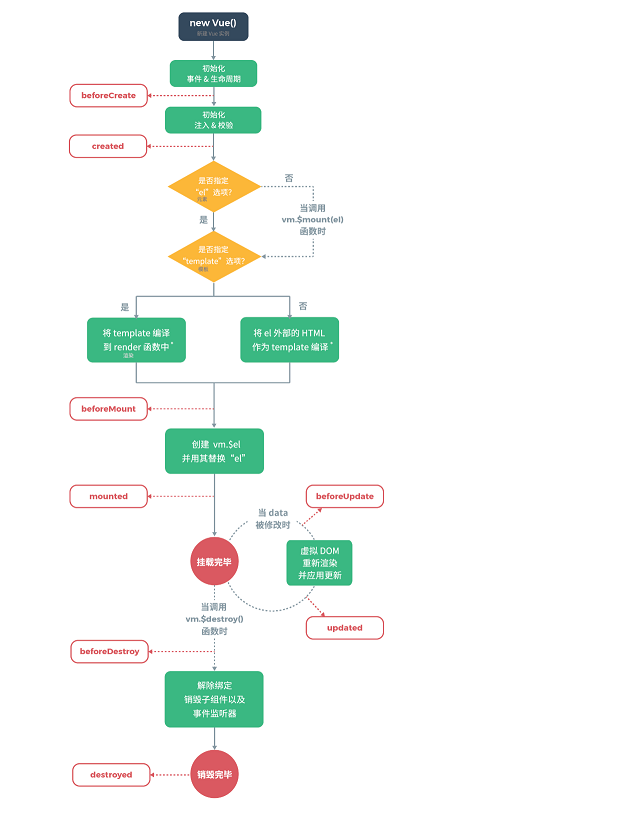 new Vue()
新建 Vue 实例
初始化
事件 & 生命周期
beforeCreate
初始化
注入 & 校验
created
是否指定
“el” 选项?
元素
否
当调用
vm.$mount(el)
函数时
是
是否指定
“template” 选项?
模板
是
否
将 template 编译
到 render 函数中*
渲染
将 el 外部的 HTML
作为 template 编译*
beforeMount
创建 vm.$el
并用其替换 “el”
mounted
beforeUpdate
当 data
被修改时
挂载完毕
虚拟 DOM
重新渲染
并应用更新
当调用
vm.$destroy()
函数时
updated
beforeDestroy
解除绑定
销毁子组件以及
事件监听器
destroyed
销毁完毕